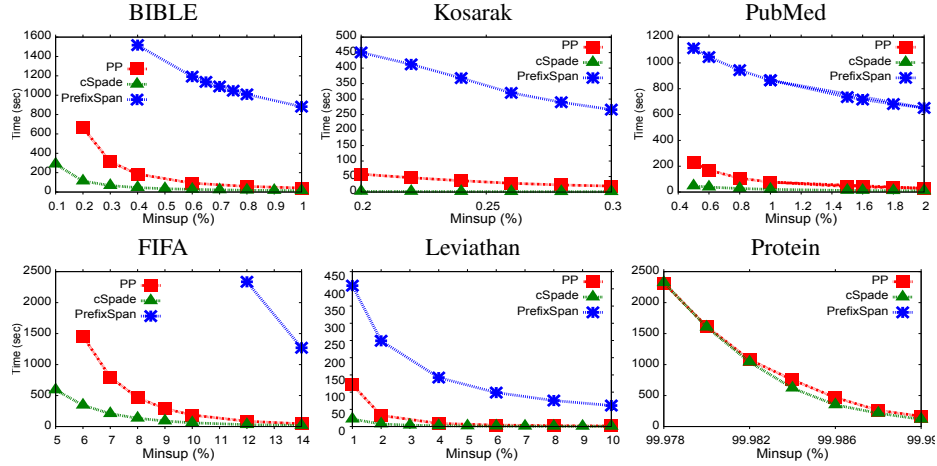 BIBLE
Time (sec)
1600
1400
1200
1000
800
600
400
200
0
PP
cSpade
PrefixSpan
0.1 0.2 0.3 0.4 0.5 0.6 0.7 0.8 0.9 1
Minsup (%)
Kosarak
Time (sec)
500
450
400
350
300
250
200
150
100
50
0
PP
cSpade
PrefixSpan
0.2 0.25 0.3
Minsup (%)
PubMed
Time (sec)
1200
1000
800
600
400
200
0
PP
cSpade
PrefixSpan
0.4 0.6 0.8 1 1.2 1.4 1.6 1.8 2
Minsup (%)
FIFA
Time (sec)
2500
2000
1500
1000
500
0
PP
cSpade
PrefixSpan
5 6 7 8 9 10 11 12 13 14
Minsup (%)
Leviathan
Time (sec)
450
400
350
300
250
200
150
100
50
0
PP
cSpade
PrefixSpan
1 2 3 4 5 6 7 8 9 10
Minsup (%)
Protein
Time (sec)
2500
2000
1500
1000
500
0
PP
cSpade
PrefixSpan
99.978 99.982 99.986 99.99
Minsup (%)